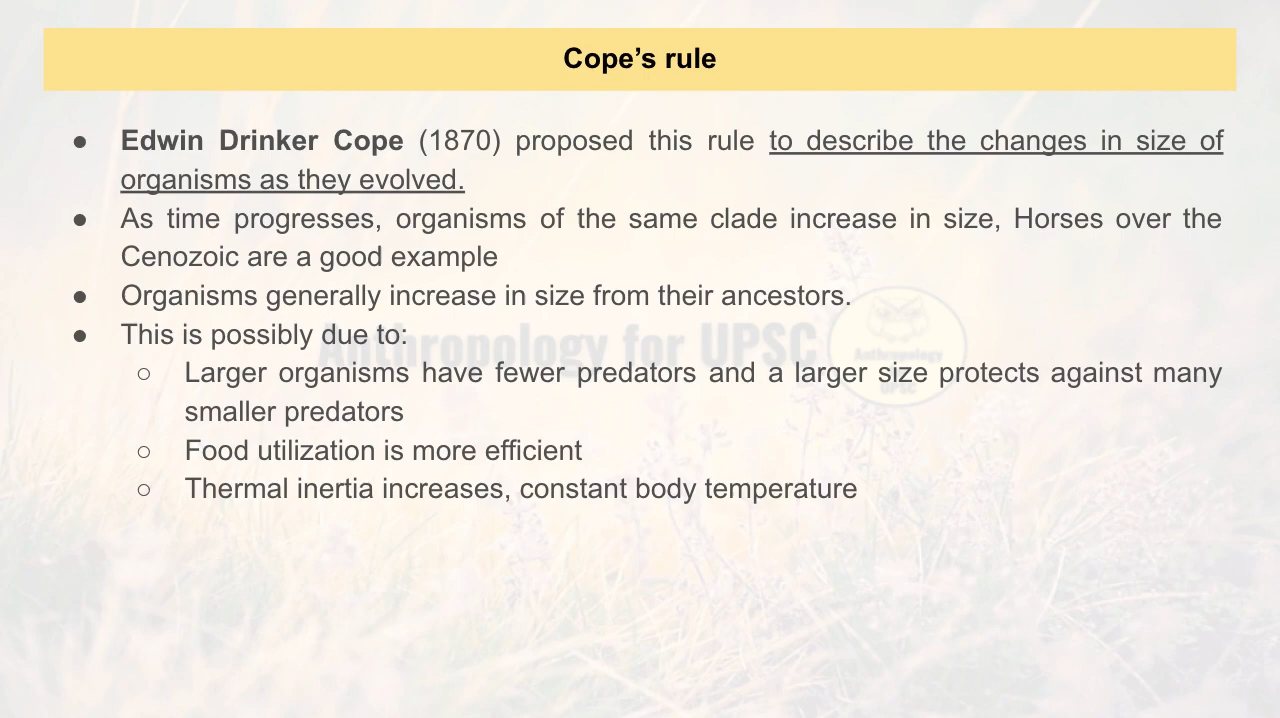 Cope’s rule
● Edwin Drinker Cope (1870) proposed this rule to describe the changes in size of
organisms as they evolved.
● As time progresses, organisms of the same clade increase in size, Horses over the
Cenozoic are a good example
● Organisms generally increase in size from their ancestors.
● This is possibly due to:
Anthropology for UPSC
Anthropology
UPSC
○ Larger organisms have fewer predators and a larger size protects against many
smaller predators
○ Food utilization is more efficient
○ Thermal inertia increases, constant body temperature